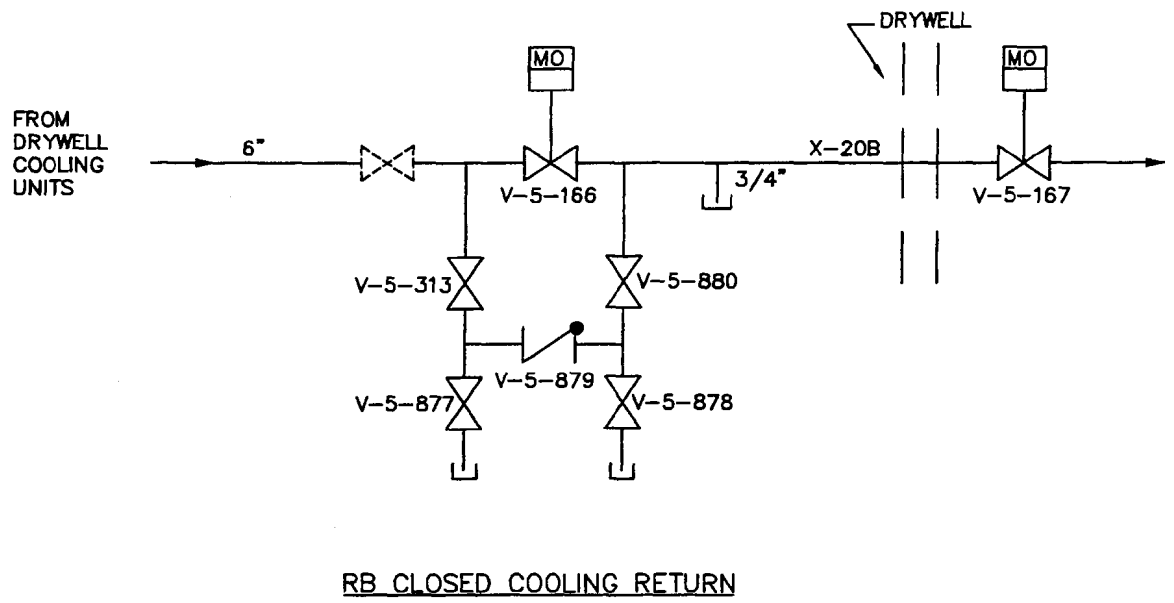 DRYWELL
MO
MO
FROM
DRYWELL
COOLING
UNITS
6"
X-20B
3/4"
V-5-166
V-5-167
V-5-313
V-5-880
V-5-879
V-5-877
V-5-878
RB CLOSED COOLING RETURN